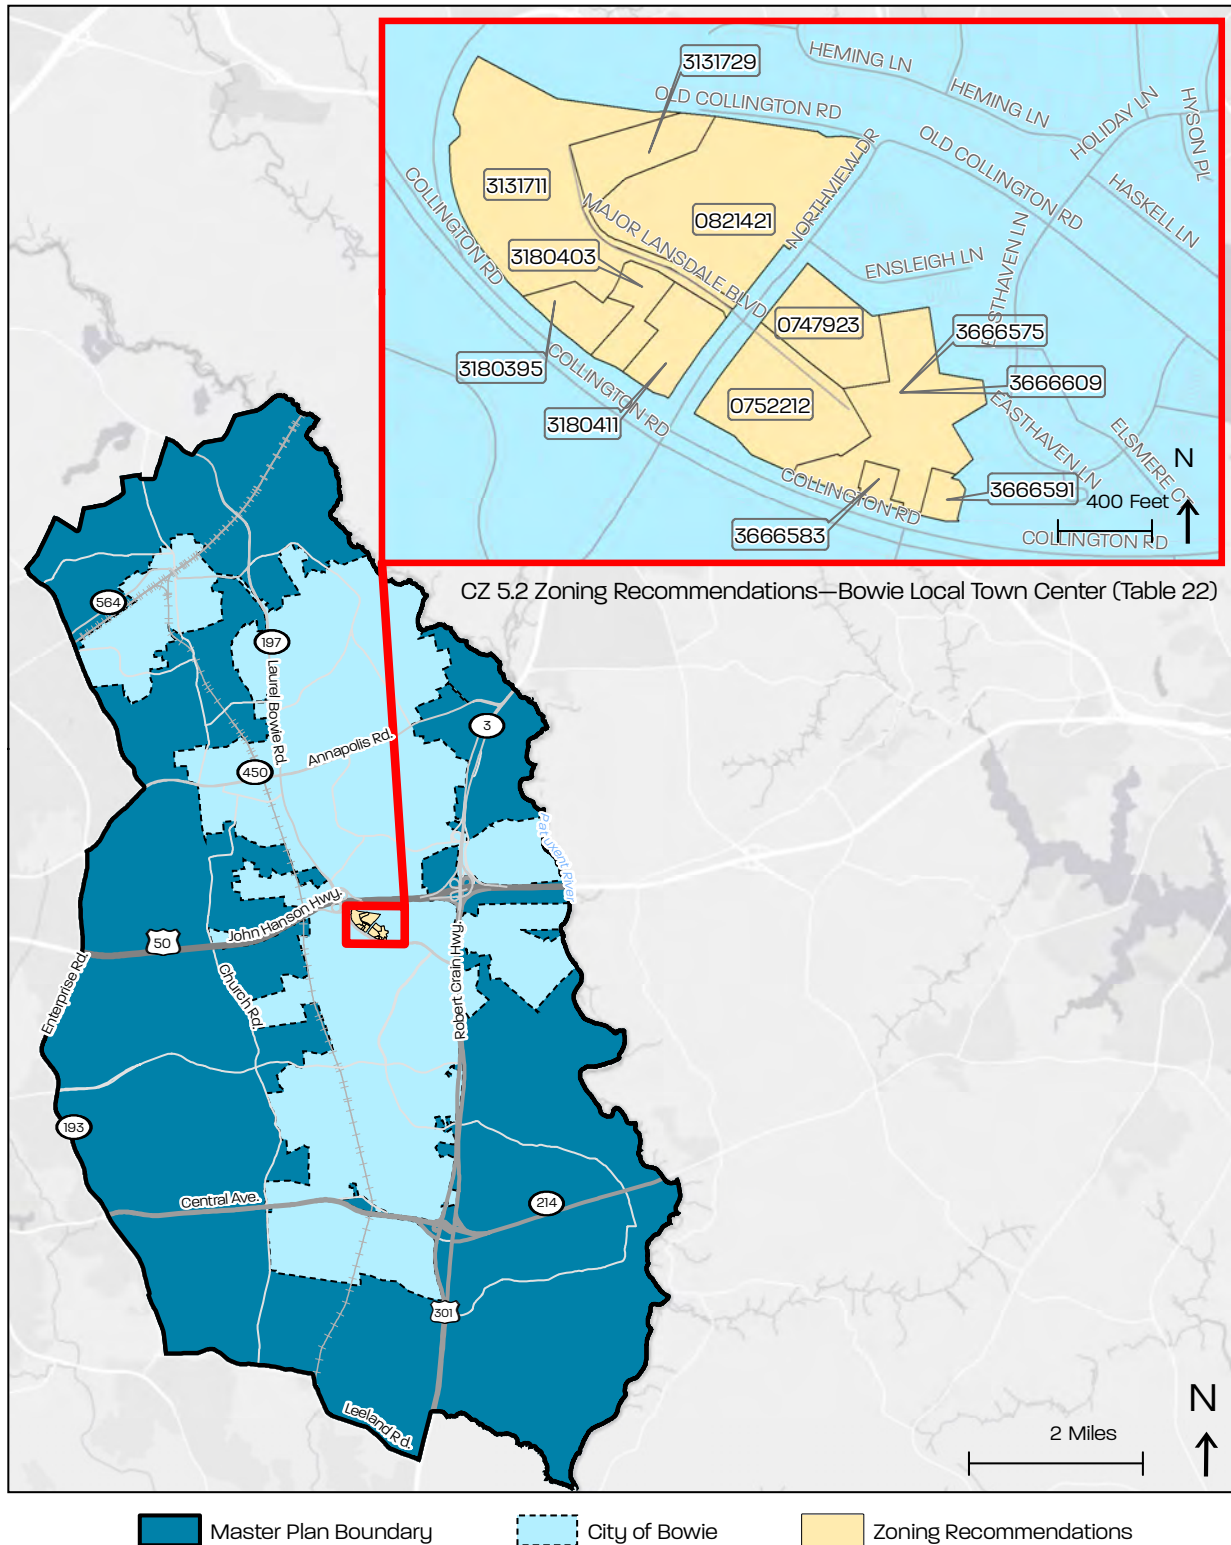 HEMING LN
3131729
OLD COLLINGTON RD
HEMING LN
HOLIDAY LN
HYSON PL
NORTHVIEW DR
OLD COLLINGTON RD
HASKELL LN
COLLINGTON RD
3131711
MAJOR LANSDALE BLVD
0821421
3180403
ENSLEIGH LN
EASTHAVEN LN
0747923
3666575
3180395
COLLINGTON RD
3666609
0752212
3180411
EASTHAVEN LN
ELSMERE CT
N
COLLINGTON RD
3666591
400 Feet
3666583
COLLINGTON RD
CZ 5.2 Zoning Recommendations—Bowie Local Town Center (Table 22)
564
197
Laurel Bowie Rd.
3
Annapolis Rd.
450
Patuxent River
John Hanson Hwy.
50
Enterprise Rd.
Church Rd.
Robert Crain Hwy.
193
Central Ave.
214
301
Leeland Rd.
N
2 Miles
Master Plan Boundary
City of Bowie
Zoning Recommendations